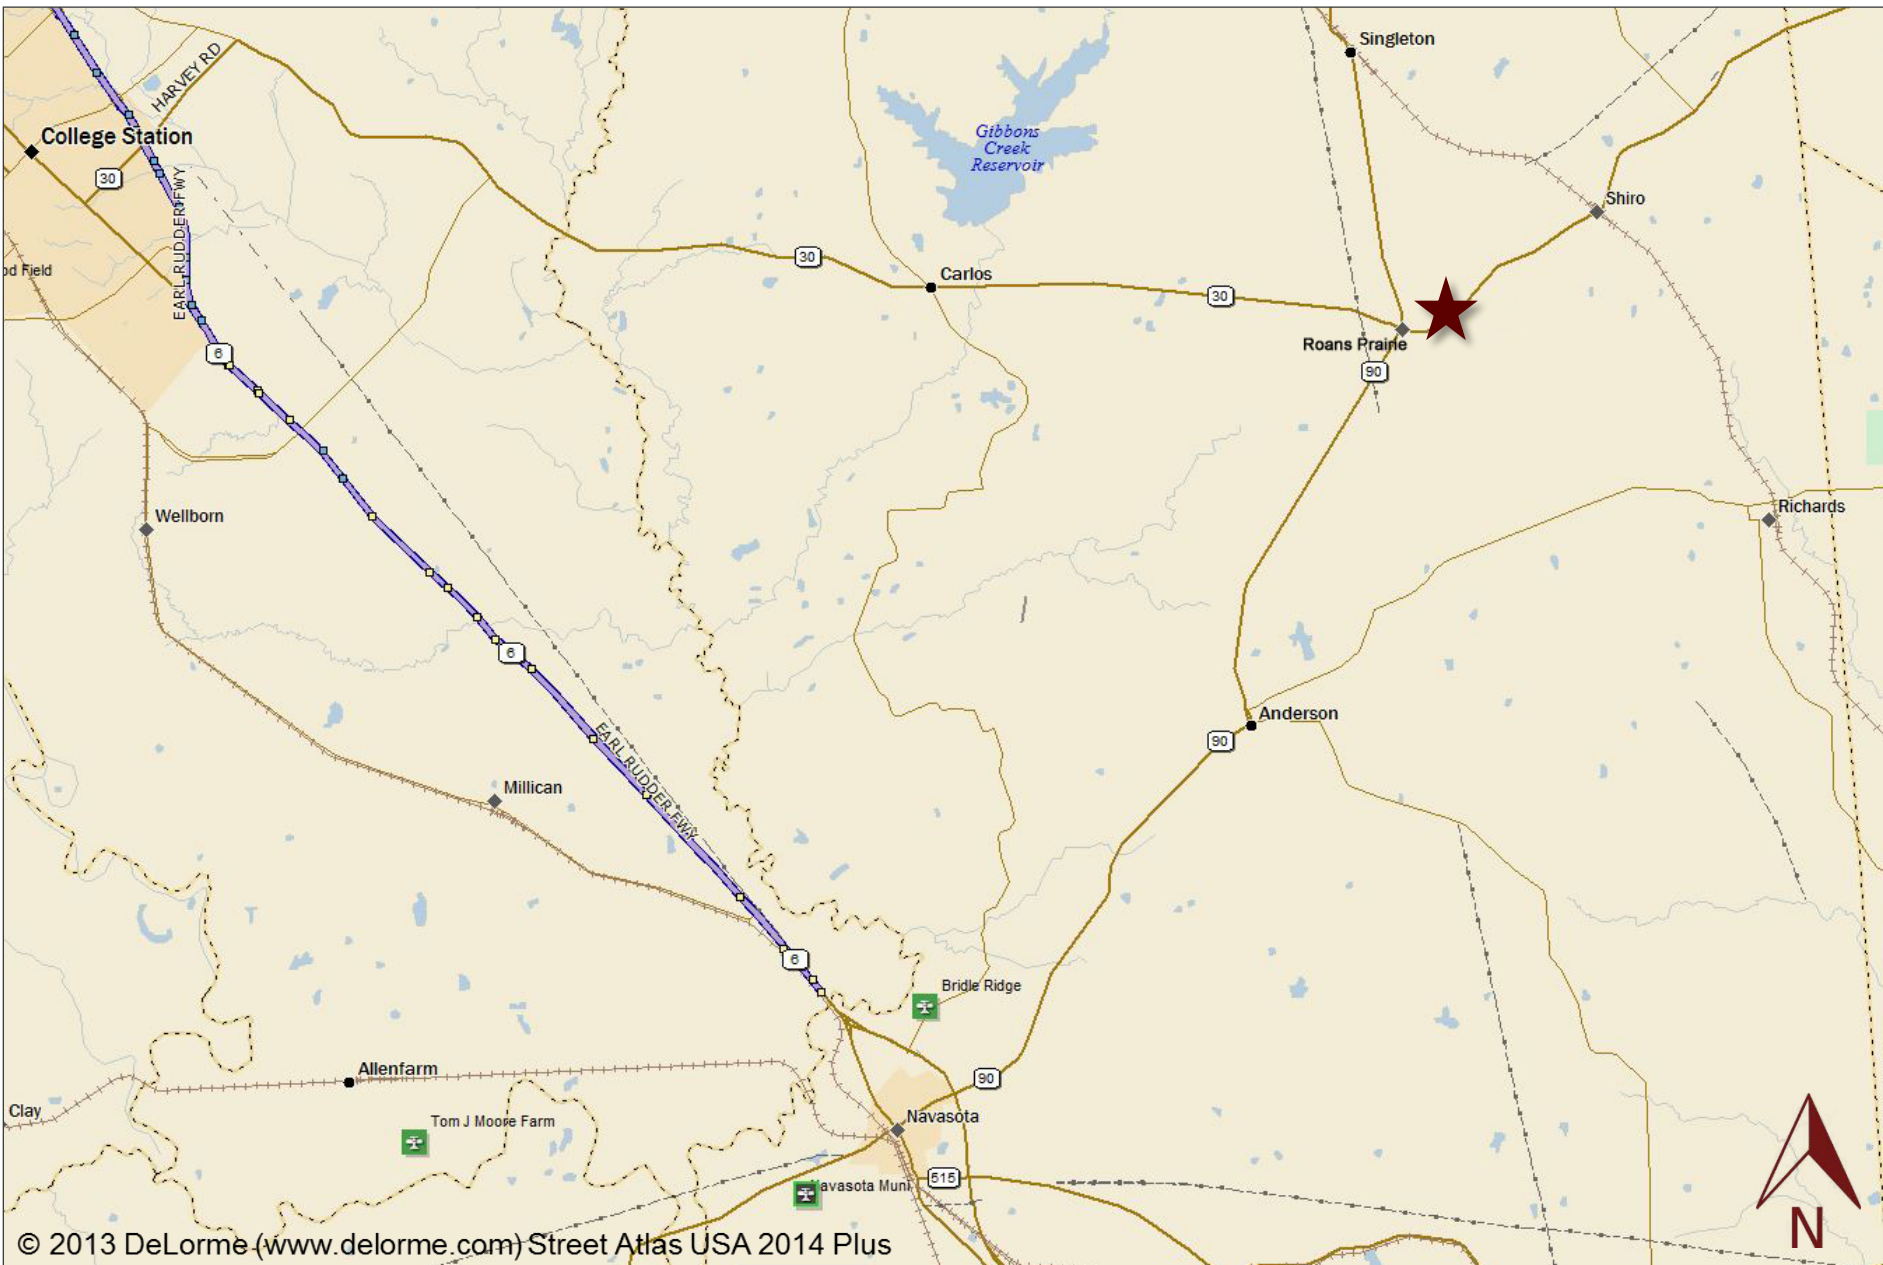 Singleton
HARVEY RD
College Station
30
Gibbons
Creek
Reservoir
EARL RUDDER FWY
Shiro
od Field
30
Carlos
30
6
Roans Prairie
90
Wellborn
Richards
6
Anderson
90
EARL RUDDER FWY
Millican
6
Bridle Ridge
Allenfarm
90
Clay
Tom J Moore Farm
Navasota
515
Navasota Muni
N
© 2013 DeLorme (www.delorme.com) Street Atlas USA 2014 Plus